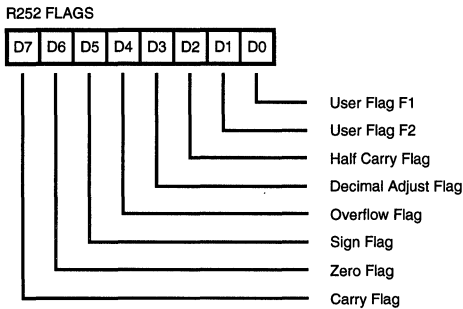 R252 FLAGS
D7 D6 D5 D4 D3 D2 D1 D0
User Flag F1
User Flag F2
Half Carry Flag
Decimal Adjust Flag
Overflow Flag
Sign Flag
Zero Flag
Carry Flag